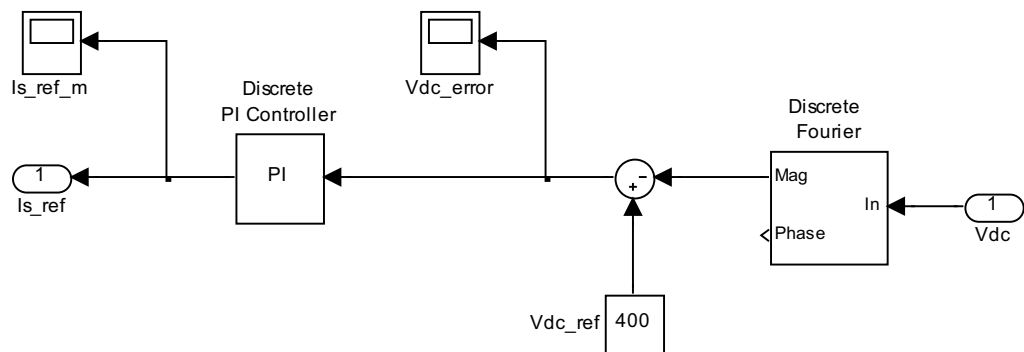 Is_ref_m
Vdc_error
Discrete
PI Controller
Discrete
Fourier
PI
1
Is_ref
−
+
Mag
In
Phase
1
Vdc
Vdc_ref
400